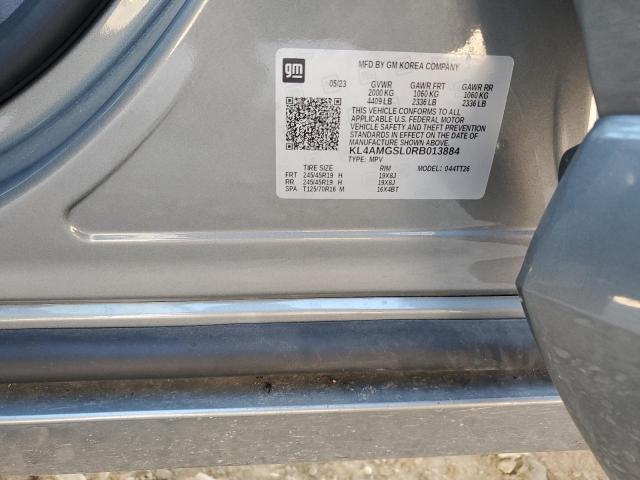 gm
MFD BY GM KOREA COMPANY
05/23 GVWR GAWR FRT GAWR RR
2000 KG 1060 KG 1060 KG
4409 LB 2336 LB 2336 LB
THIS VEHICLE CONFORMS TO ALL
APPLICABLE U.S. FEDERAL MOTOR
VEHICLE SAFETY AND THEFT PREVENTION
STANDARDS IN EFFECT ON THE DATE OF
MANUFACTURE SHOWN ABOVE.
KL4AMGSL0RB013884
TYPE: MPV MODEL: 044TT26
TIRE SIZE RIM
FRT 245/45R19 H 19X8J
RR 245/45R19 H 19X8J
SPA T125/70R16 M 16X4BT